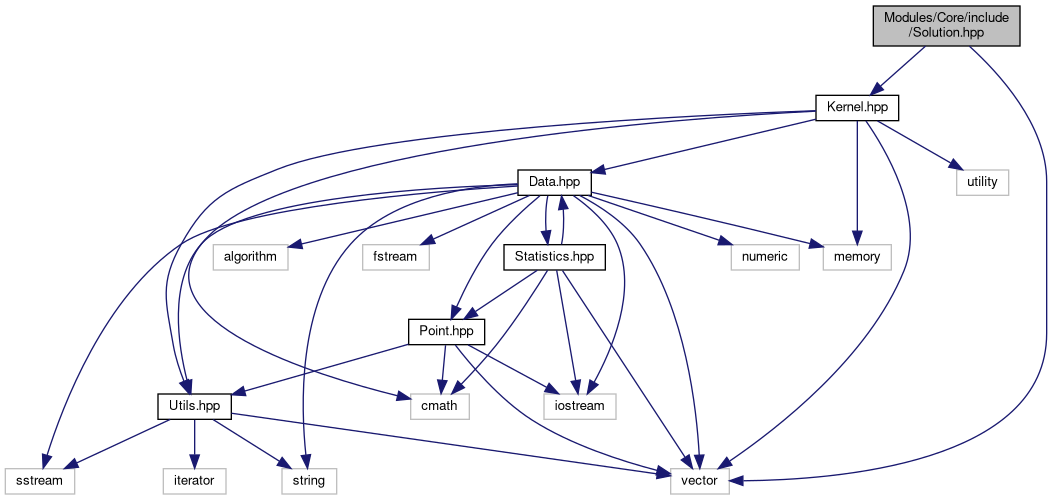 Modules/Core/include
/Solution.hpp
Kernel.hpp
Data.hpp
utility
algorithm
fstream
Statistics.hpp
numeric
memory
Point.hpp
Utils.hpp
cmath
iostream
sstream
iterator
string
vector